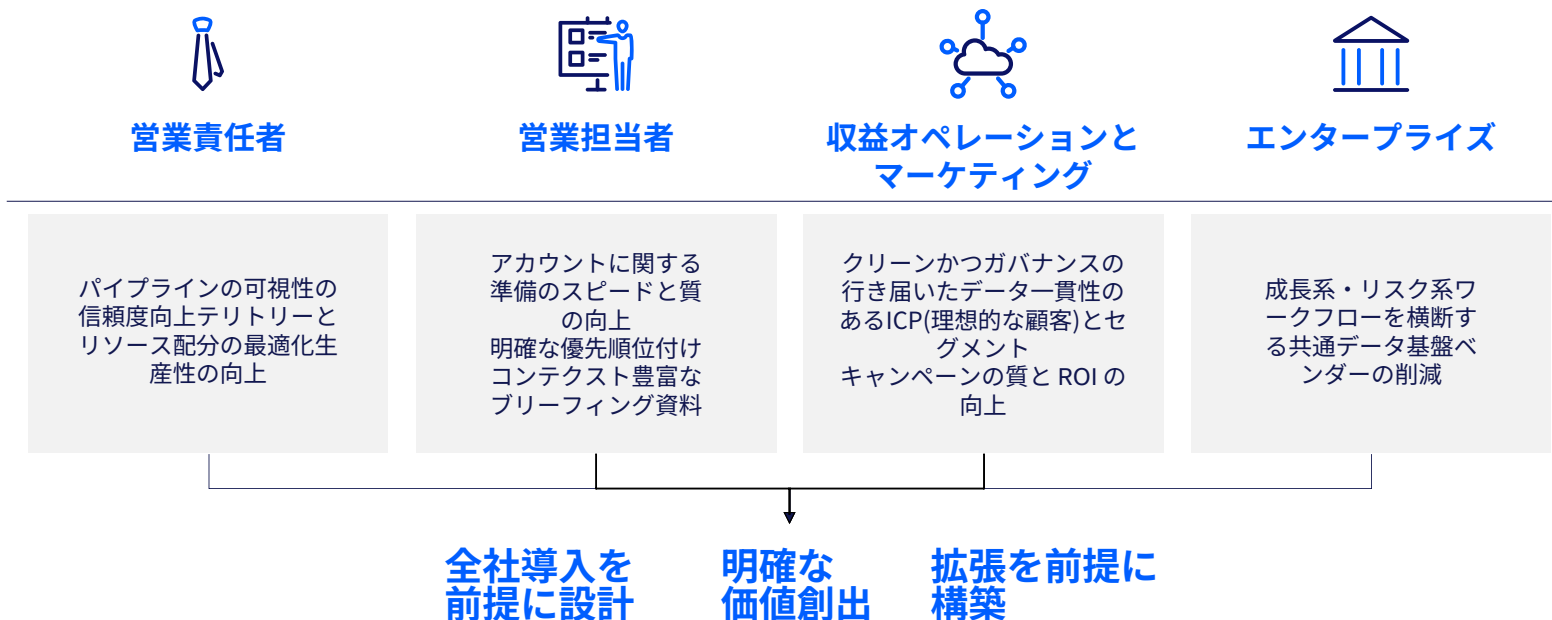 営業責任者
営業担当者
収益オペレーションと
マーケティング
エンタープライズ
パイプラインの可視性の
信頼度向上テリトリーと
リソース配分の最適化生
産性の向上
アカウントに関する
準備のスピードと質
の向上
明確な優先順位付け
コンテクスト豊富な
ブリーフィング資料
クリーンかつガバナンスの
行き届いたデータ一貫性の
あるICP(理想的な顧客)とセ
グメント
キャンペーンの質と ROI の
向上
成長系・リスク系ワ
ークフローを横断す
る共通データ基盤ベ
ンダーの削減
全社導入を
前提に設計
明確な
価値創出
拡張を前提に
構築